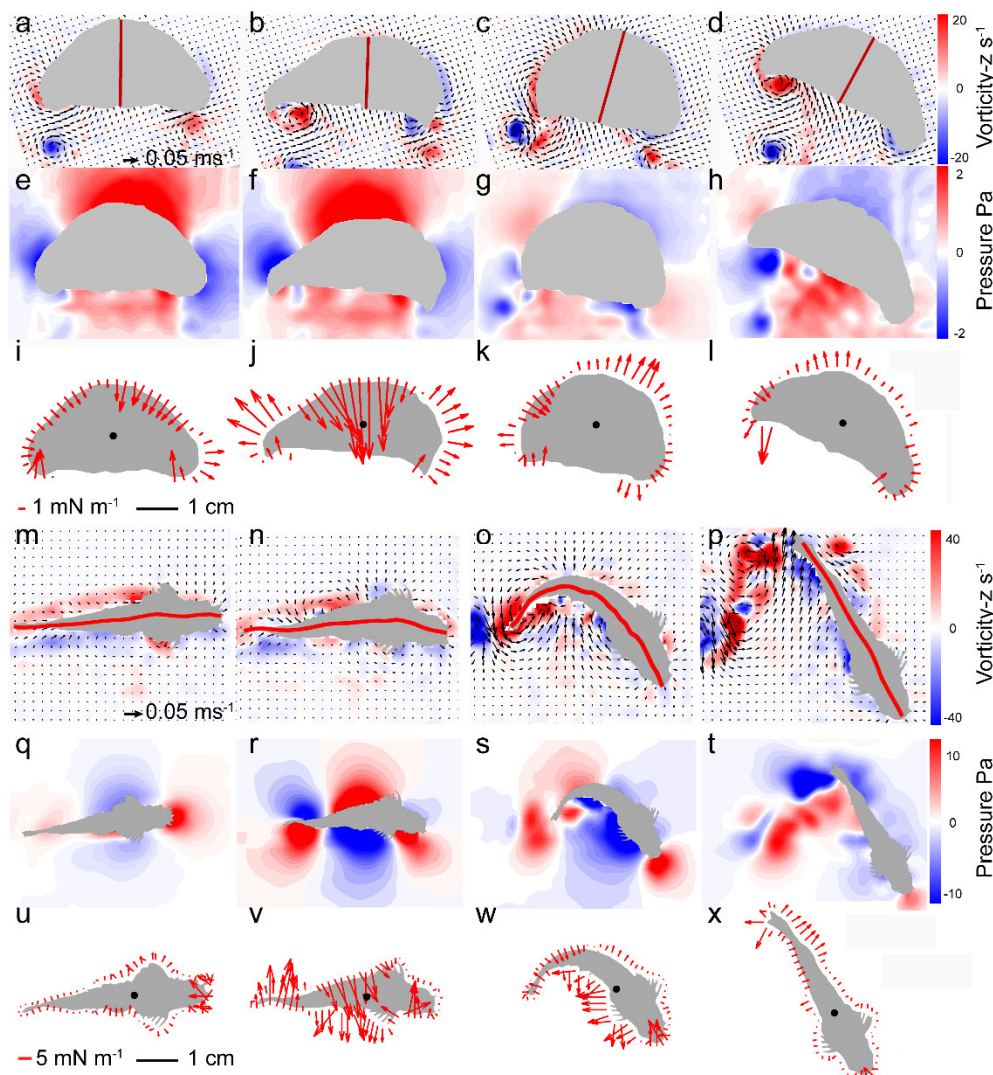 a b c d
20
0
-20
Vorticity-z s⁻¹
0.05 ms⁻¹
e f g h
2
0
-2
Pressure Pa
i j k l
1 mN m⁻¹ 1 cm
m n o p
40
20
0
-20
-40
Vorticity-z s⁻¹
0.05 ms⁻¹
q r s t
10
0
-10
Pressure Pa
u v w x
5 mN m⁻¹ 1 cm